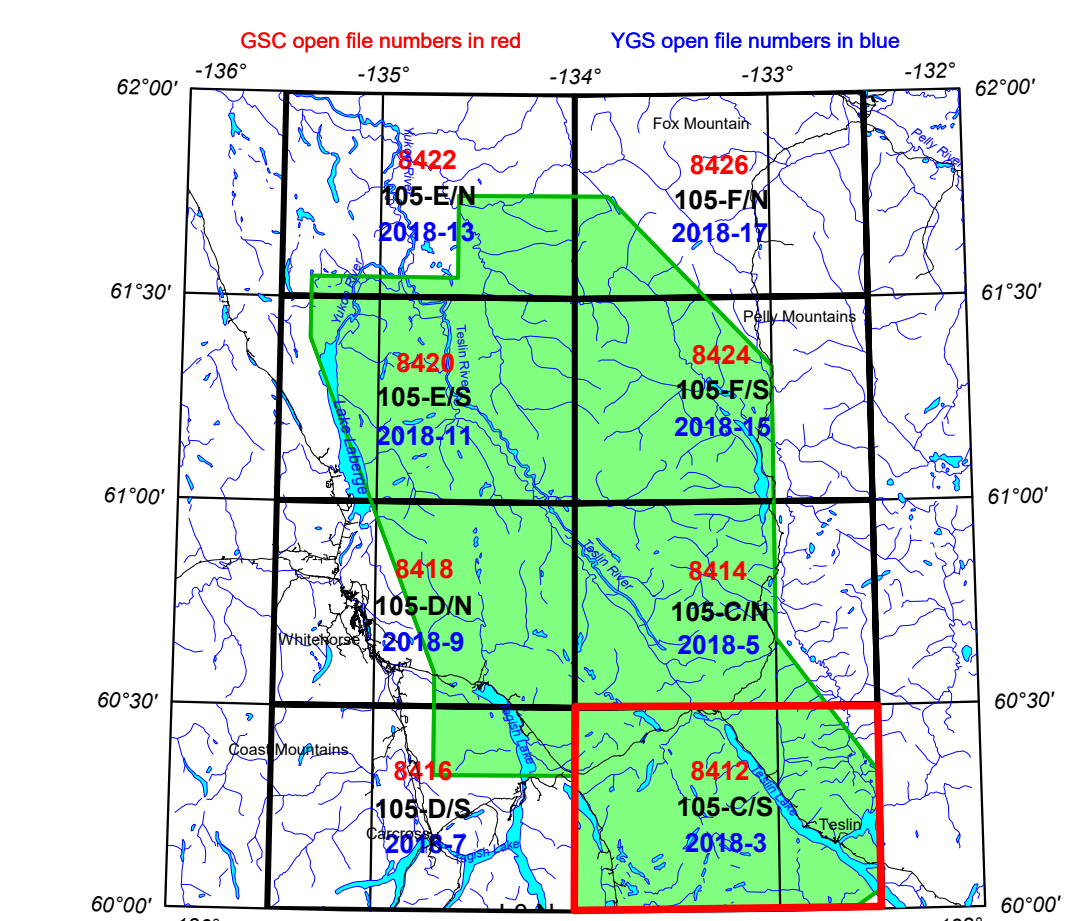 GSC open file numbers in red
YGS open file numbers in blue
-136°
-135°
-134°
-133°
-132°
62°00'
62°00'
Fox Mountain
Yukon River
Pelly River
8422
105-E/N
2018-13
8426
105-F/N
2018-17
Yukon River
61°30'
61°30'
Pelly Mountains
Teslin River
8420
105-E/S
2018-11
8424
105-F/S
2018-15
Lake Laberge
61°00'
61°00'
Teslin River
8418
105-D/N
2018-9
8414
105-C/N
2018-5
Whitehorse
60°30'
60°30'
Tagish Lake
Coast Mountains
8416
105-D/S
2018-7
Carcross
Tagish Lake
8412
105-C/S
2018-3
Teslin Lake
Teslin
60°00'
60°00'